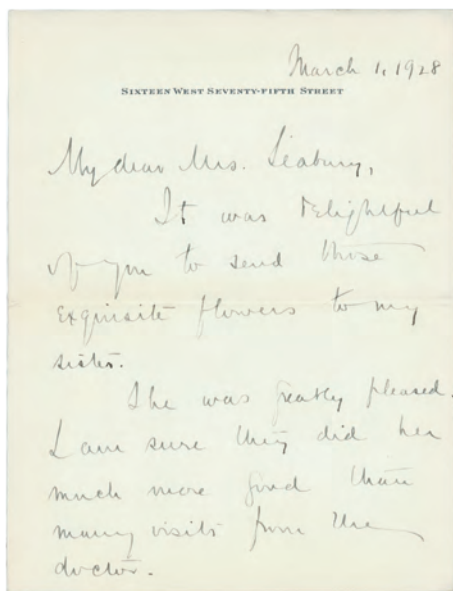 March 1, 1928
SIXTEEN WEST SEVENTY-FIFTH STREET
My dear Mrs. Seabury,
It was delightful
of you to send those
exquisite flowers to my
sister.
She was greatly pleased.
I am sure they did her
much more good than
many visits from the
doctor.